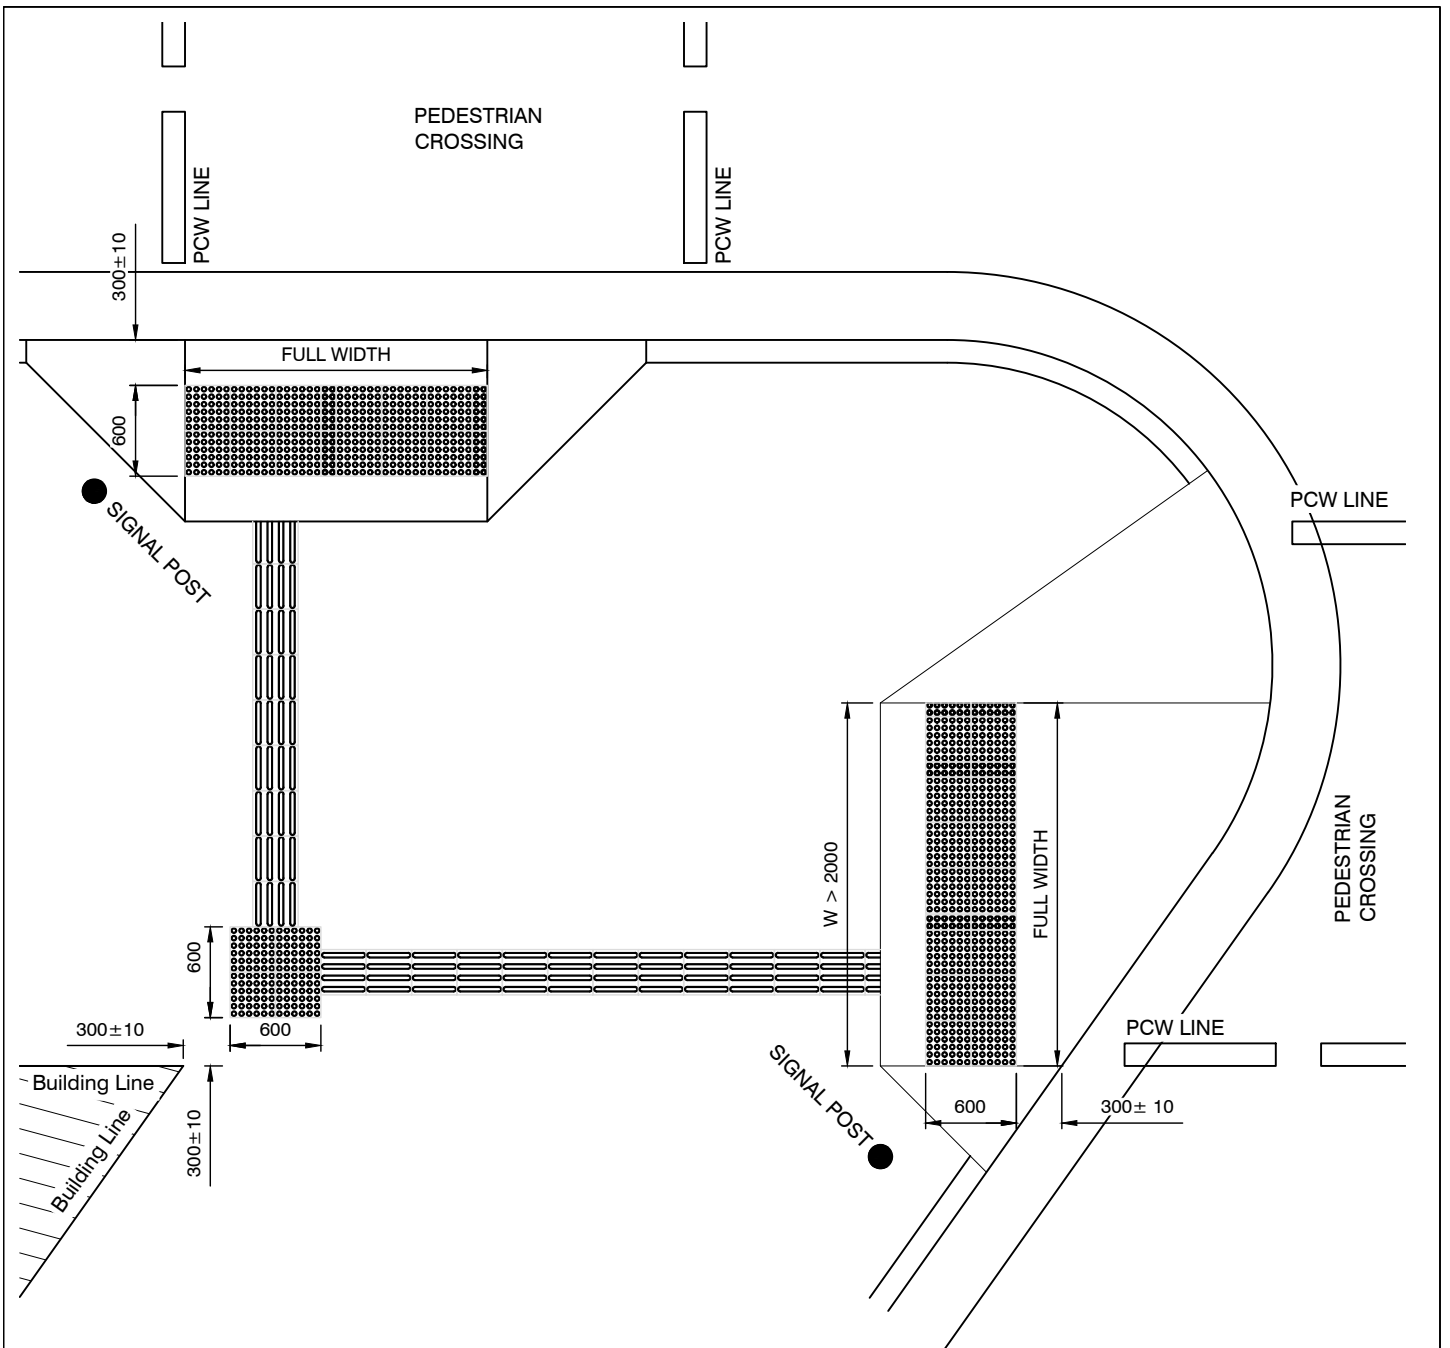 PEDESTRIAN
CROSSING
PCW LINE
PCW LINE
300±10
FULL WIDTH
600
SIGNAL POST
PCW LINE
W > 2000
FULL WIDTH
PEDESTRIAN
CROSSING
600
600
300±10
Building Line
Building Line
300±10
PCW LINE
SIGNAL POST
600
300± 10